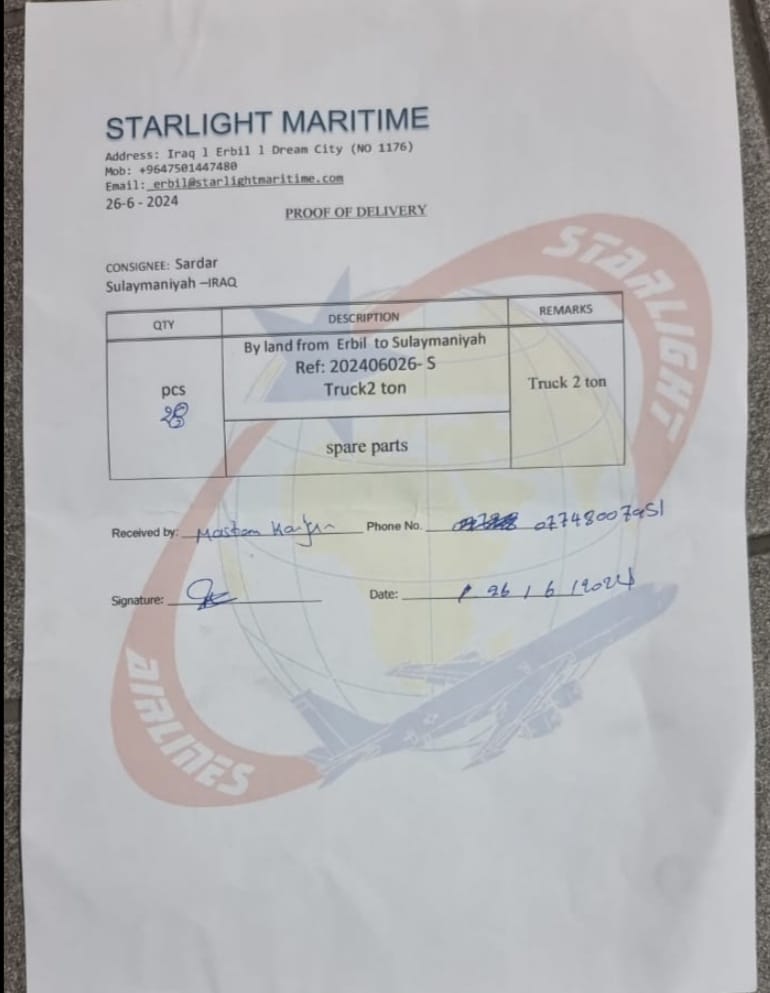 STARLIGHT MARITIME
Address: Iraq l Erbil l Dream City (NO 1176)
Mob: +9647501447480
Email: erbil@starlightmaritime.com
26-6 - 2024
PROOF OF DELIVERY
CONSIGNEE: Sardar
Sulaymaniyah –IRAQ
QTY DESCRIPTION REMARKS
By land from Erbil to Sulaymaniyah
Ref: 202406026- S
Truck2 ton
pcs
28
Truck 2 ton
spare parts
Received by: Phone No. 07748007951
Signature: Date: 26 / 6 / 2024
STARLIGHT
AIRLINES